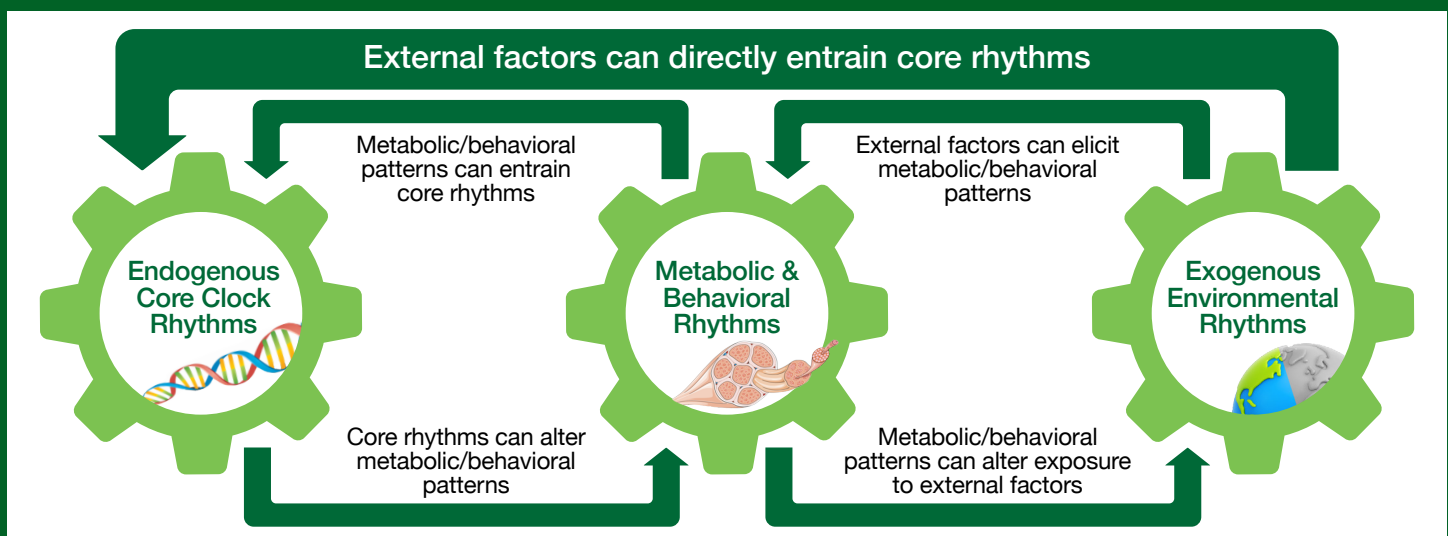 External factors can directly entrain core rhythms
Metabolic/behavioral
patterns can entrain
core rhythms
External factors can elicit
metabolic/behavioral
patterns
Endogenous
Core Clock
Rhythms
Metabolic &
Behavioral
Rhythms
Exogenous
Environmental
Rhythms
Core rhythms can alter
metabolic/behavioral
patterns
Metabolic/behavioral
patterns can alter exposure
to external factors